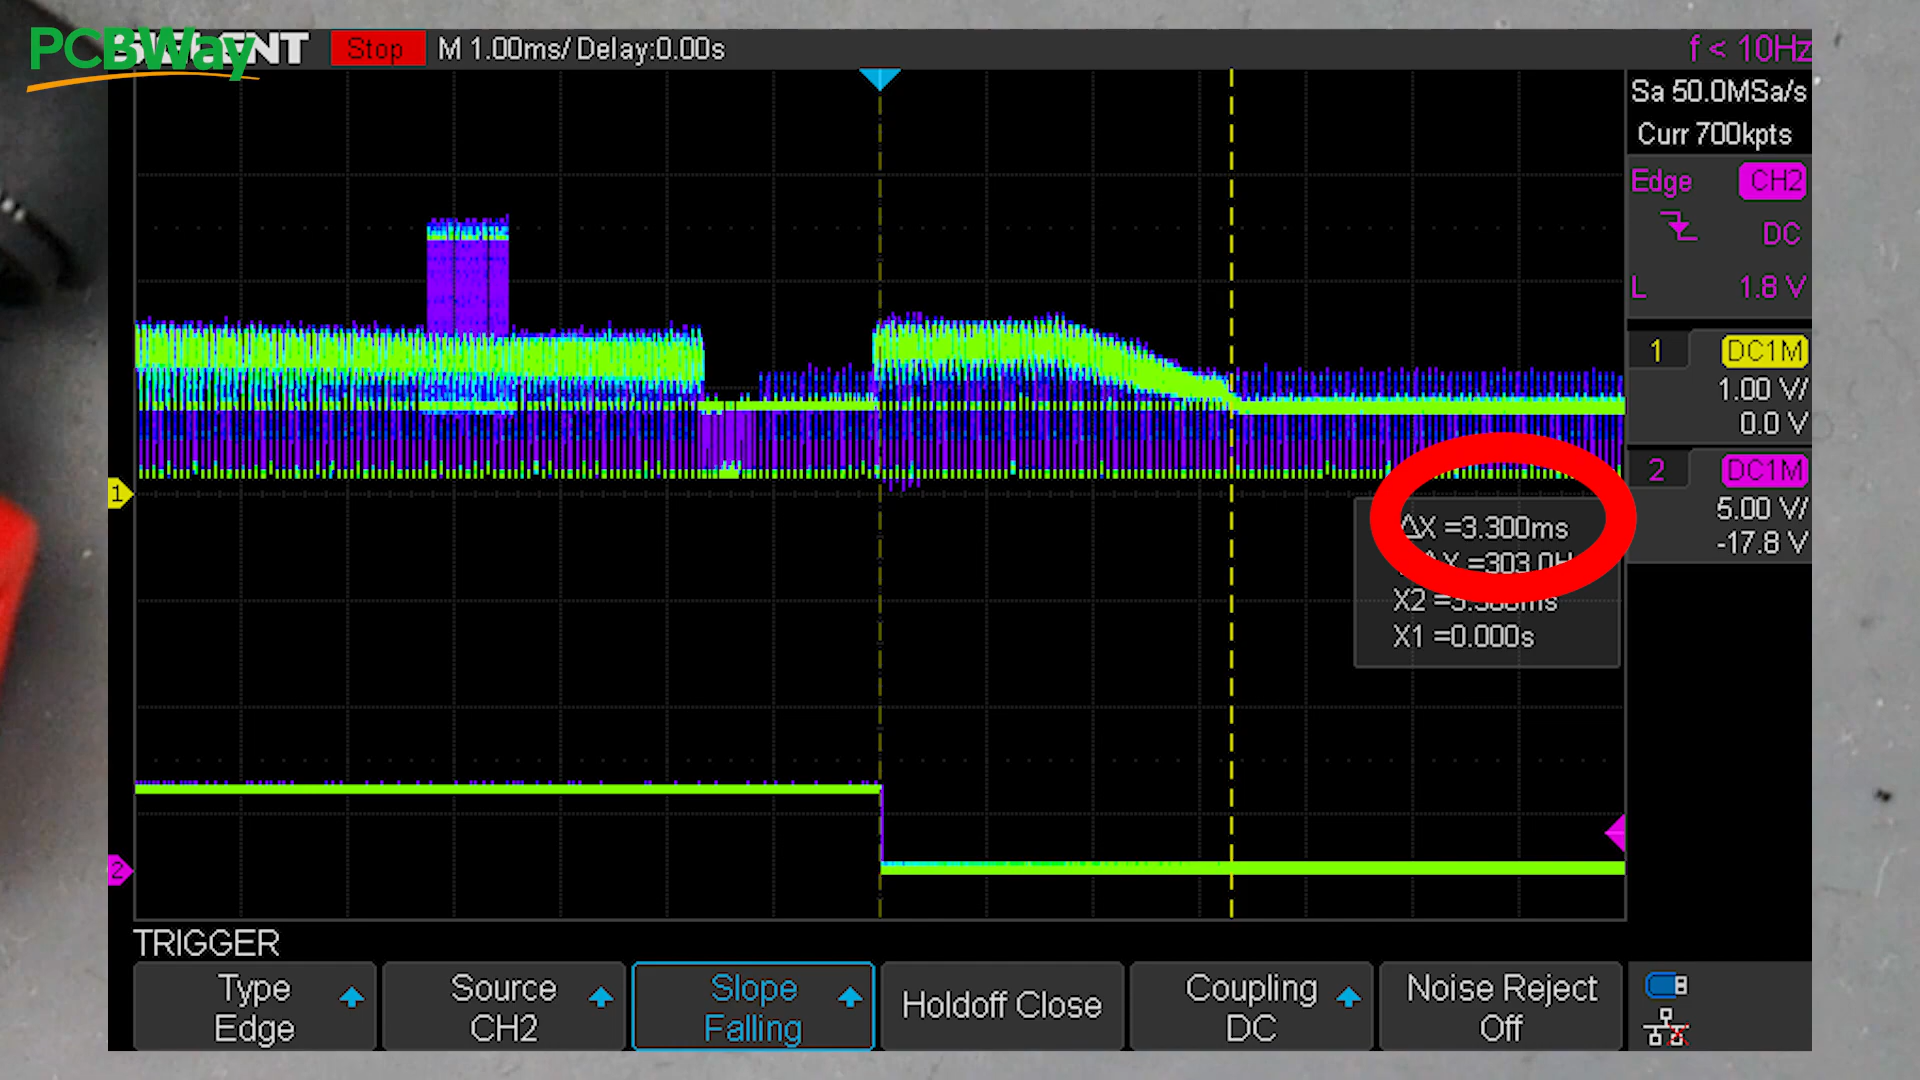 PCBWay
Stop M 1.00ms/ Delay:0.00s
f < 10Hz
Sa 50.0MSa/s
Curr 700kpts
Edge CH2
DC
L 1.8 V
1 DC1M
1.00 V/
0.0 V
2 DC1M
5.00 V/
-17.8 V
1
2
ΔX =3.300ms
X2
X1 =0.000s
TRIGGER
Type
Edge
Source
CH2
Slope
Falling
Holdoff Close
Coupling
DC
Noise Reject
Off